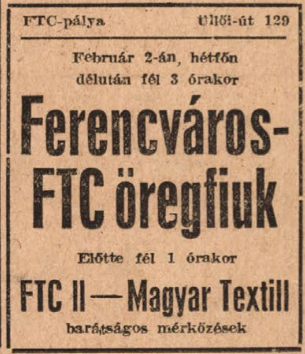 FTC-pálya Üllői-út 129
Február 2-án, hétfőn
délután fél 3 órakor
Ferencváros-
FTC öregfiuk
Előtte fél 1 órakor
FTC II — Magyar Textill
barátságos mérkőzések